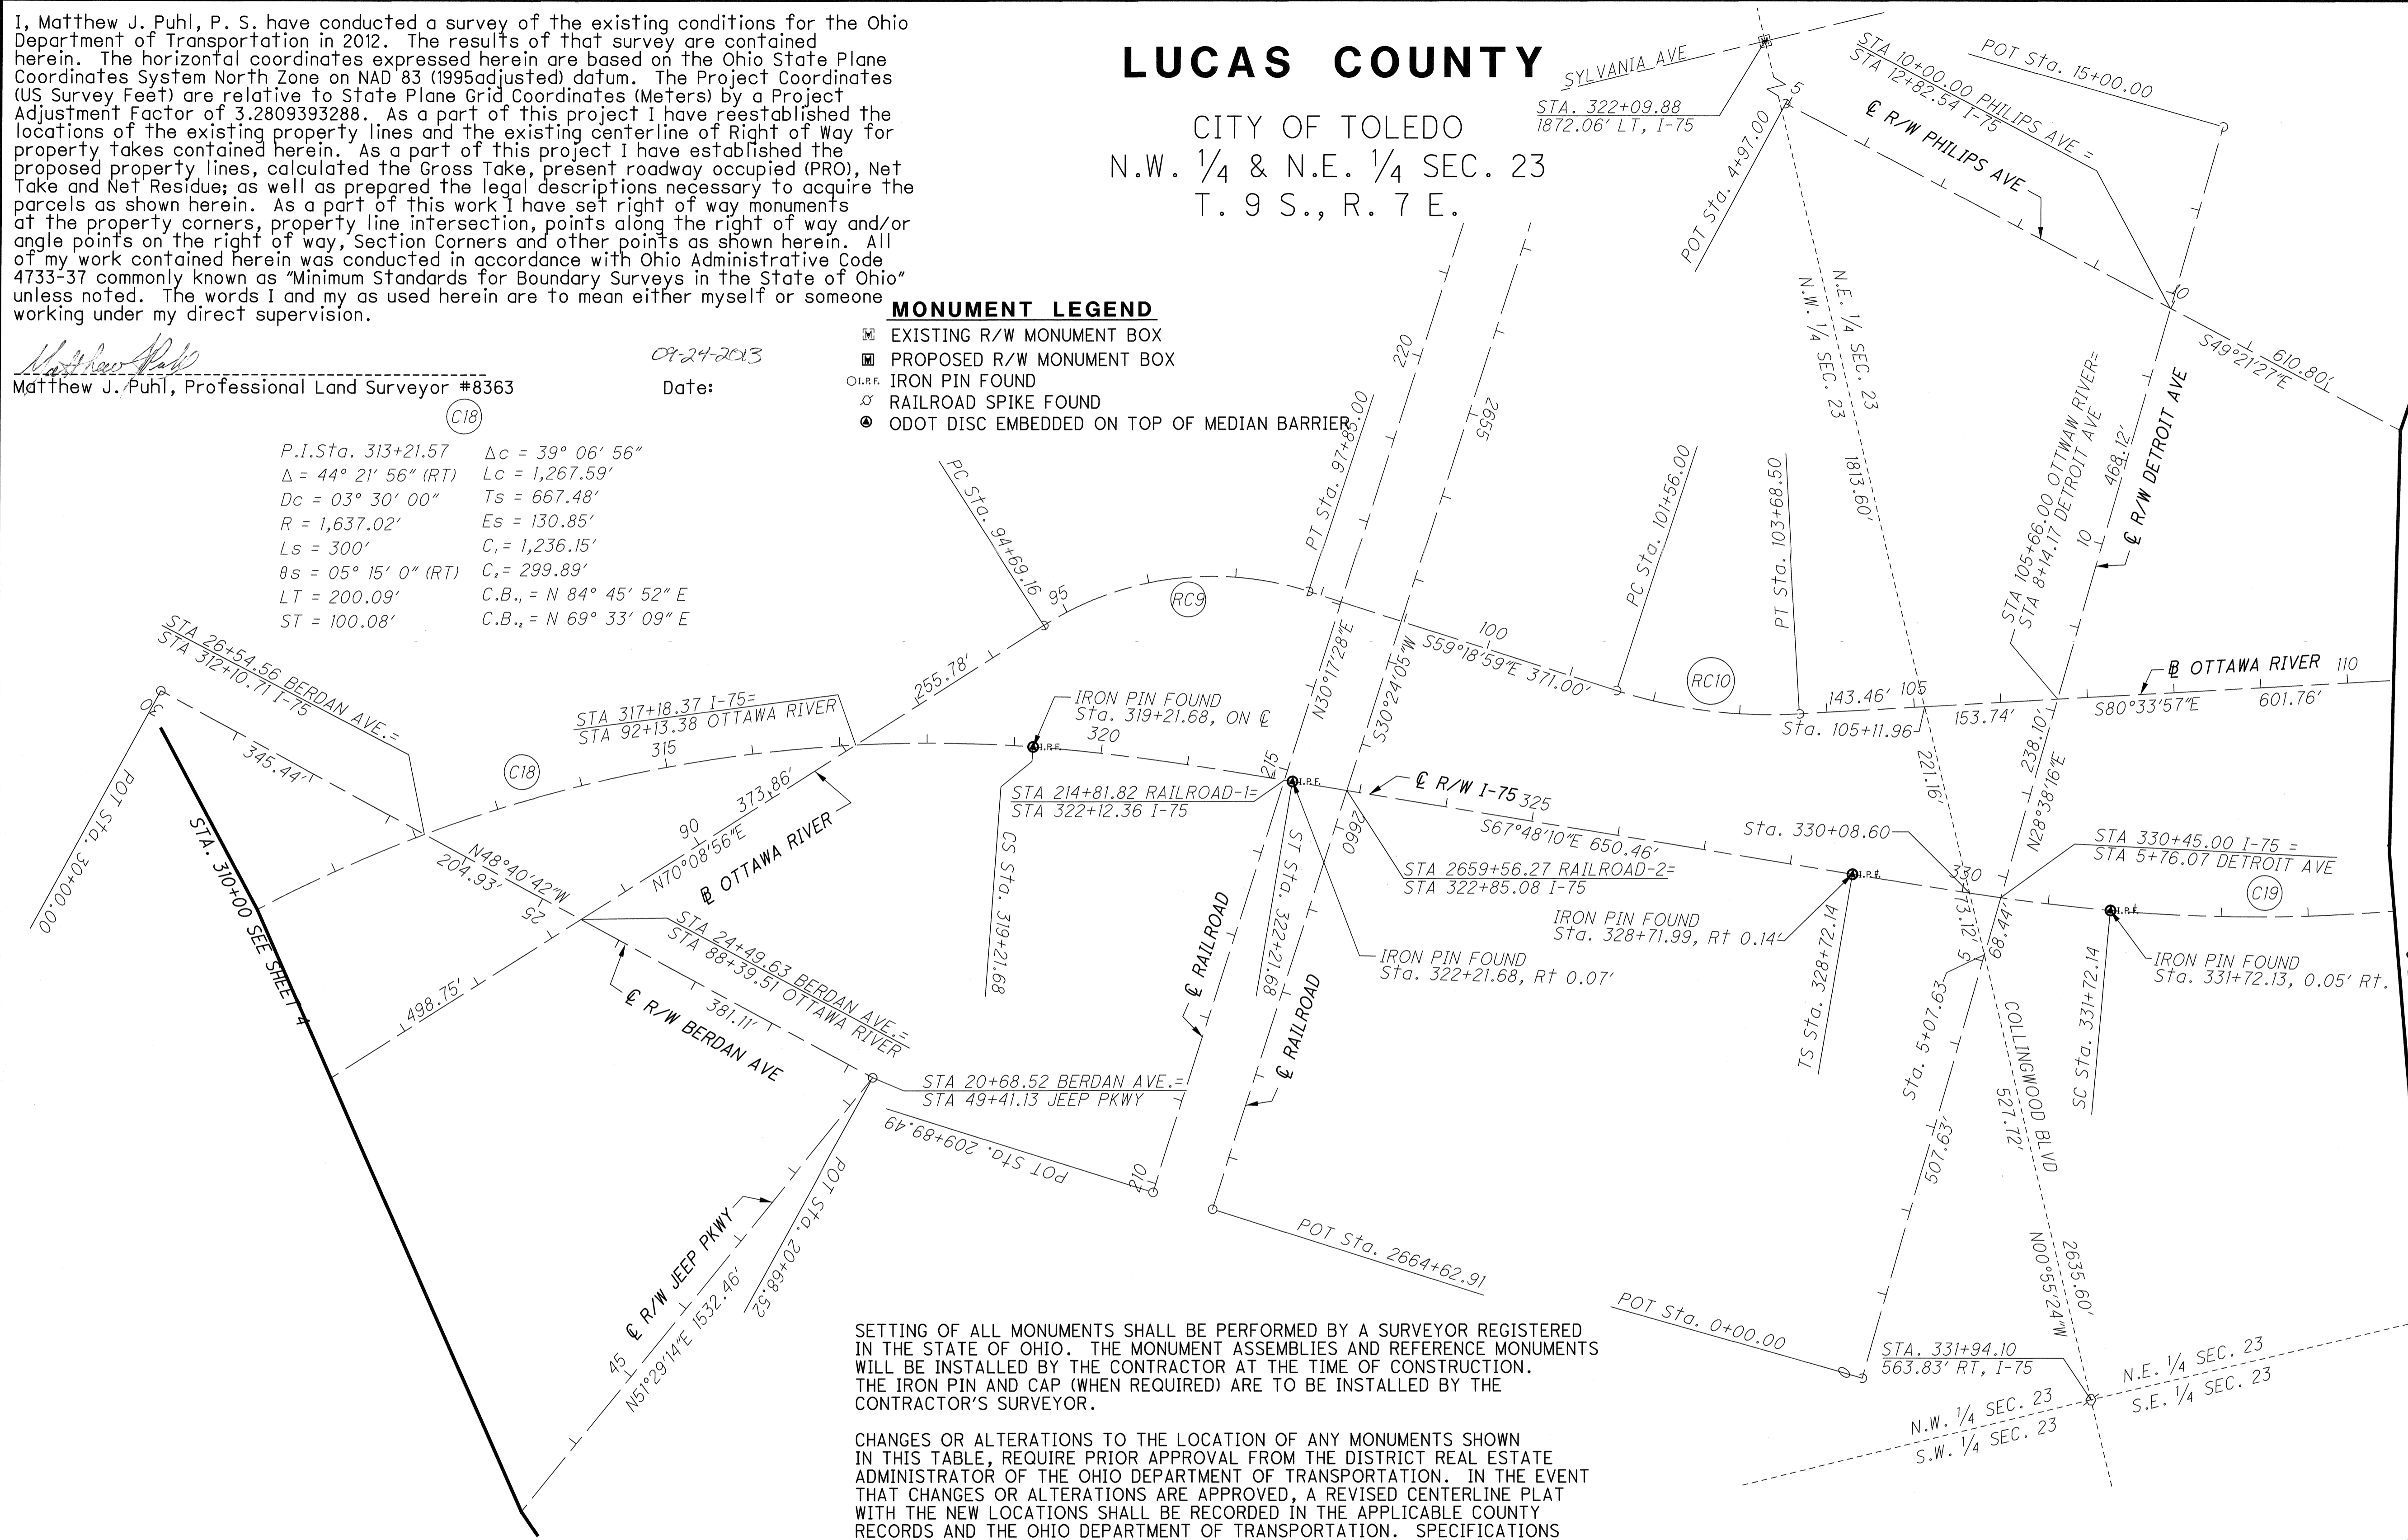 I, Matthew J. Puhl, P. S. have conducted a survey of the existing conditions for the Ohio
Department of Transportation in 2012. The results of that survey are contained
herein. The horizontal coordinates expressed herein are based on the Ohio State Plane
Coordinates System North Zone on NAD '83 (1995adjusted) datum. The Project Coordinates
(US Survey Feet) are relative to State Plane Grid Coordinates (Meters) by a Project
Adjustment Factor of 3.2809393288. As a part of this project I have reestablished the
locations of the existing property lines and the existing centerline of Right of Way for
property takes contained herein. As a part of this project I have established the
proposed property lines, calculated the Gross Take, present roadway occupied (PRO), Net
Take and Net Residue; as well as prepared the legal descriptions necessary to acquire the
parcels as shown herein. As a part of this work I have set right of way monuments
at the property corners, property line intersection, points along the right of way and/or
angle points on the right of way, Section Corners and other points as shown herein. All
of my work contained herein was conducted in accordance with Ohio Administrative Code
4733-37 commonly known as "Minimum Standards for Boundary Surveys in the State of Ohio"
unless noted. The words I and my as used herein are to mean either myself or someone
working under my direct supervision.
Matthew J Puhl
09-24-2013
Matthew J. Puhl, Professional Land Surveyor #8363
Date:
LUCAS COUNTY
CITY OF TOLEDO
N.W. 1/4 & N.E. 1/4 SEC. 23
T. 9 S., R. 7 E.
MONUMENT LEGEND
EXISTING R/W MONUMENT BOX
PROPOSED R/W MONUMENT BOX
I.P.F. IRON PIN FOUND
RAILROAD SPIKE FOUND
ODOT DISC EMBEDDED ON TOP OF MEDIAN BARRIER
C18
P.I.Sta. 313+21.57
Δ = 44° 21' 56" (RT)
Dc = 03° 30' 00"
R = 1,637.02'
Ls = 300'
θs = 05° 15' 0" (RT)
LT = 200.09'
ST = 100.08'
Δc = 39° 06' 56"
Lc = 1,267.59'
Ts = 667.48'
Es = 130.85'
C₁ = 1,236.15'
C₂ = 299.89'
C.B.₁ = N 84° 45' 52" E
C.B.₂ = N 69° 33' 09" E
SYLVANIA AVE
STA. 322+09.88
1872.06' LT, I-75
5
POT Sta. 4+97.00
STA 10+00.00 PHILIPS AVE =
STA 12+82.54 I-75
POT Sta. 15+00.00
℄ R/W PHILIPS AVE
10
610.80'
S49°21'27"E
N.E. 1/4 SEC. 23
N.W. 1/4 SEC. 23
1813.60'
STA 105+66.00 OTTWAW RIVER=
STA 8+14.17 DETROIT AVE
468.12'
10
℄ R/W DETROIT AVE
220
2655
PT Sta. 97+85.00
PC Sta. 101+56.00
PT Sta. 103+68.50
PC Sta. 94+69.16
95
RC9
255.78'
N30°17'28"E
S30°24'05"W
100
S59°18'59"E 371.00'
RC10
143.46'
105
Sta. 105+11.96
153.74'
S80°33'57"E
601.76'
110
OTTAWA RIVER
238.10'
N28°38'16"E
221.16'
STA 26+54.56 BERDAN AVE.=
STA 312+10.71 I-75
30
POT Sta. 30+00.00
345.44'
C18
STA 317+18.37 I-75=
STA 92+13.38 OTTAWA RIVER
315
IRON PIN FOUND
Sta. 319+21.68, ON ℄
320
I.P.F.
373.86'
90
N70°08'56"E
OTTAWA RIVER
STA. 310+00 SEE SHEET 4
N48°40'42"W
204.93'
25
498.75'
STA 24+49.63 BERDAN AVE.=
STA 88+39.51 OTTAWA RIVER
℄ R/W BERDAN AVE
381.11'
CS Sta. 319+21.68
STA 214+81.82 RAILROAD-1=
STA 322+12.36 I-75
215
I.P.F.
ST Sta. 322+21.68
2660
℄ R/W I-75
325
S67°48'10"E 650.46'
STA 2659+56.27 RAILROAD-2=
STA 322+85.08 I-75
IRON PIN FOUND
Sta. 322+21.68, Rt 0.07'
IRON PIN FOUND
Sta. 328+71.99, Rt 0.14'
Sta. 330+08.60
I.P.F.
330
STA 330+45.00 I-75 =
STA 5+76.07 DETROIT AVE
C19
I.P.F.
IRON PIN FOUND
Sta. 331+72.13, 0.05' Rt.
73.12'
68.44'
5
TS Sta. 328+72.14
Sta. 5+07.63
SC Sta. 331+72.14
COLLINGWOOD BLVD
527.72'
507.63'
2635.60'
N00°55'24"W
℄ RAILROAD
℄ RAILROAD
STA 20+68.52 BERDAN AVE.=
STA 49+41.13 JEEP PKWY
POT Sta. 209+89.49
210
POT Sta. 20+68.52
℄ R/W JEEP PKWY
45
N51°29'14"E 1532.46'
POT Sta. 2664+62.91
POT Sta. 0+00.00
STA. 331+94.10
563.83' RT, I-75
N.E. 1/4 SEC. 23
S.E. 1/4 SEC. 23
N.W. 1/4 SEC. 23
S.W. 1/4 SEC. 23
SETTING OF ALL MONUMENTS SHALL BE PERFORMED BY A SURVEYOR REGISTERED
IN THE STATE OF OHIO. THE MONUMENT ASSEMBLIES AND REFERENCE MONUMENTS
WILL BE INSTALLED BY THE CONTRACTOR AT THE TIME OF CONSTRUCTION.
THE IRON PIN AND CAP (WHEN REQUIRED) ARE TO BE INSTALLED BY THE
CONTRACTOR'S SURVEYOR.
CHANGES OR ALTERATIONS TO THE LOCATION OF ANY MONUMENTS SHOWN
IN THIS TABLE, REQUIRE PRIOR APPROVAL FROM THE DISTRICT REAL ESTATE
ADMINISTRATOR OF THE OHIO DEPARTMENT OF TRANSPORTATION. IN THE EVENT
THAT CHANGES OR ALTERATIONS ARE APPROVED, A REVISED CENTERLINE PLAT
WITH THE NEW LOCATIONS SHALL BE RECORDED IN THE APPLICABLE COUNTY
RECORDS AND THE OHIO DEPARTMENT OF TRANSPORTATION. SPECIFICATIONS